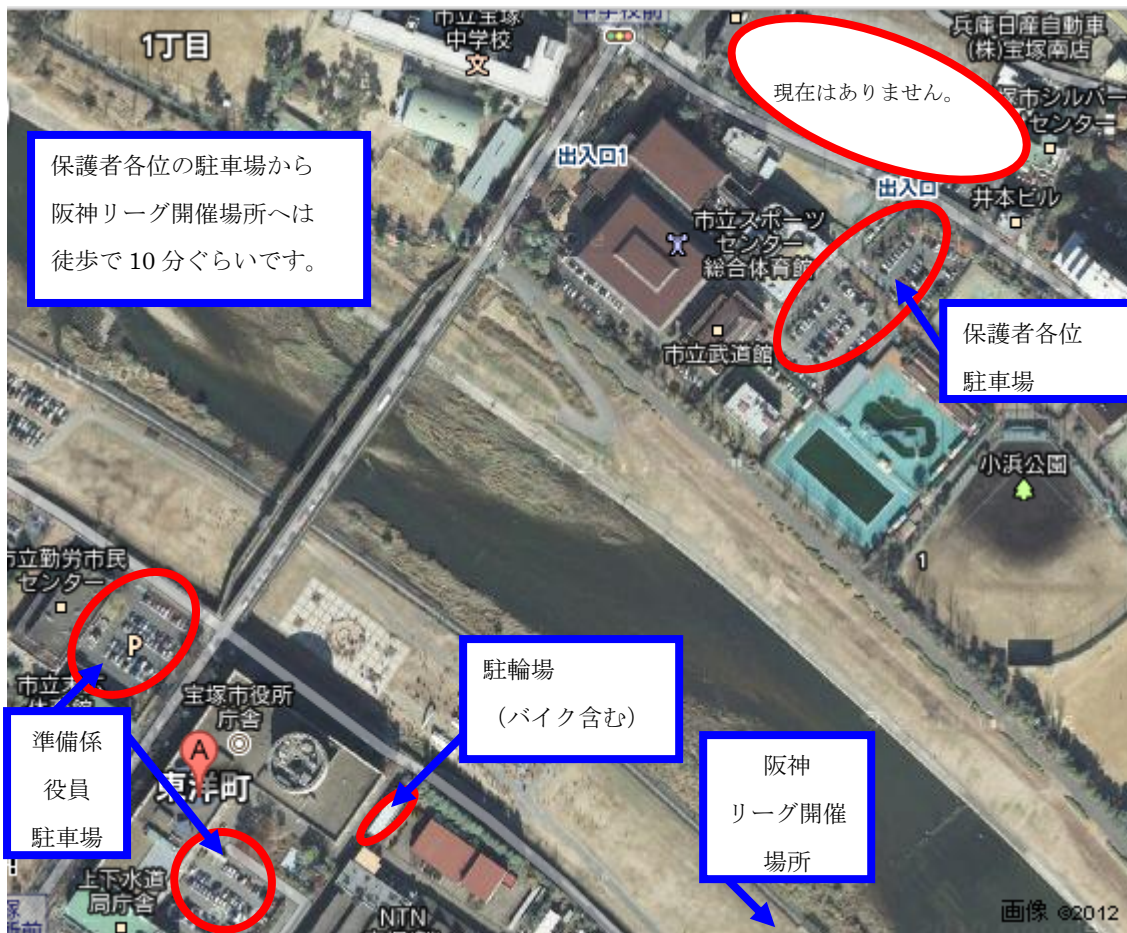 市立宝塚
中学校
文
中学校前
1丁目
兵庫日産自動車
(株)宝塚南店
現在はありません。
塚市シルバー
センター
保護者各位の駐車場から
阪神リーグ開催場所へは
徒歩で 10 分ぐらいです。
出入口1
出入口
井本ビル
市立スポーツ
センター
総合体育館
市立武道館
保護者各位
駐車場
小浜公園
1
市立勤労市民
センター
P
宝塚市役所
庁舎
A
東洋町
準備係
役員
駐車場
駐輪場
（バイク含む）
阪神
リーグ開催
場所
上下水道
局庁舎
NTN
画像 ©2012